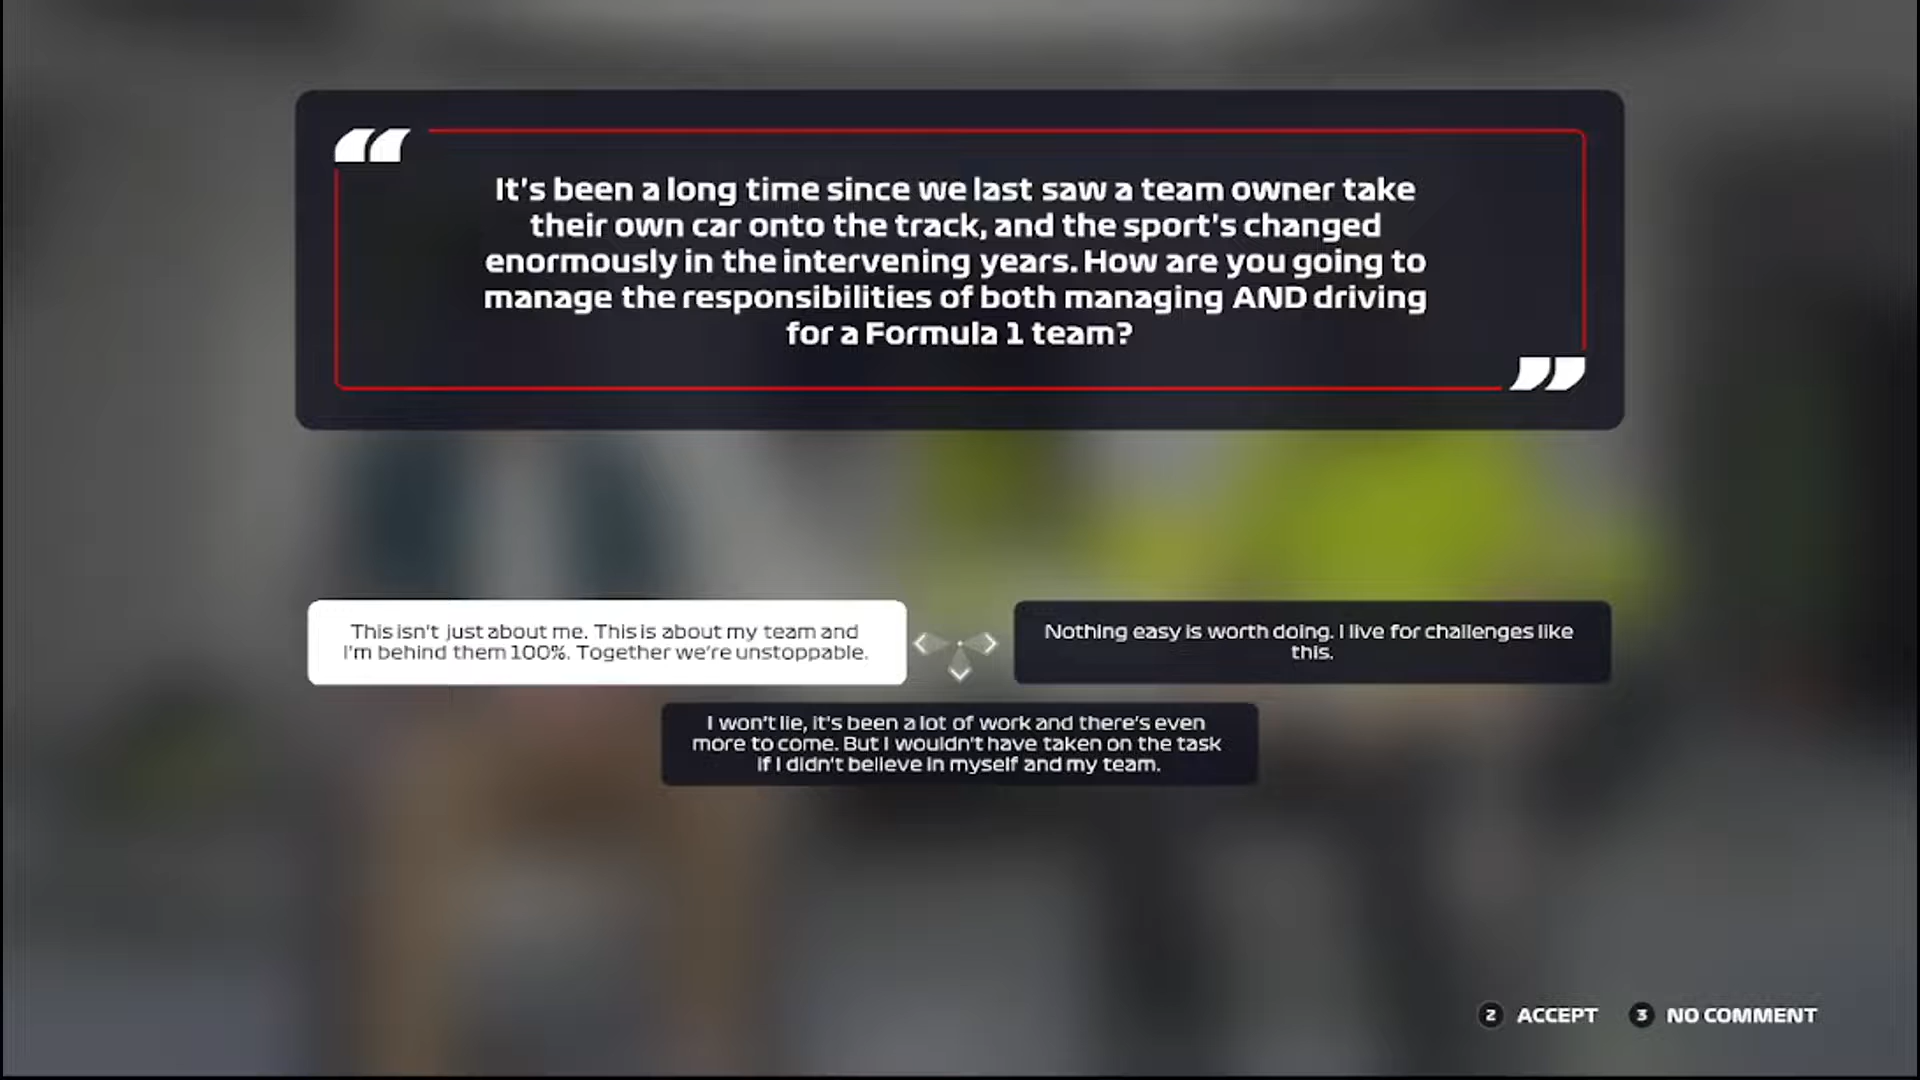 It's been a long time since we last saw a team owner take
their own car onto the track, and the sport's changed
enormously in the intervening years. How are you going to
manage the responsibilities of both managing AND driving
for a Formula 1 team?
This isn't just about me. This is about my team and
I'm behind them 100%. Together we're unstoppable.
Nothing easy is worth doing. I live for challenges like
this.
I won't lie, it's been a lot of work and there's even
more to come. But I wouldn't have taken on the task
if I didn't believe in myself and my team.
2 ACCEPT 3 NO COMMENT